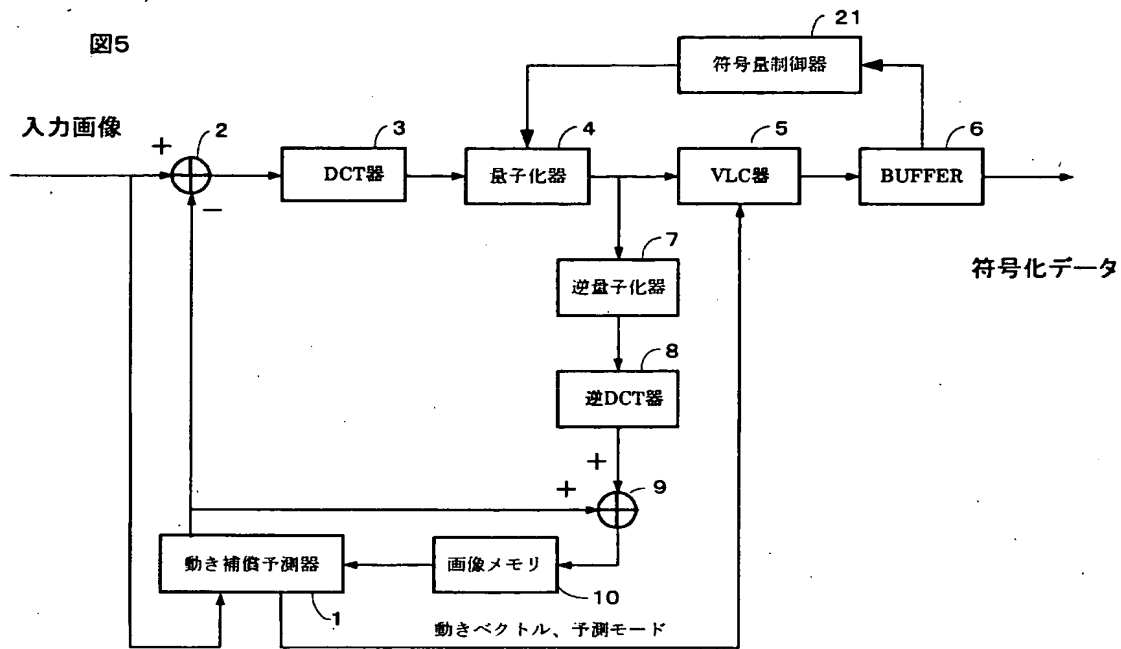 図5
21
符号量制御器
入力画像
+
2
3
4
5
6
DCT器
量子化器
VLC器
BUFFER
−
7
逆量子化器
符号化データ
8
逆DCT器
+
+
9
動き補償予測器
画像メモリ
1
10
動きベクトル、予測モード